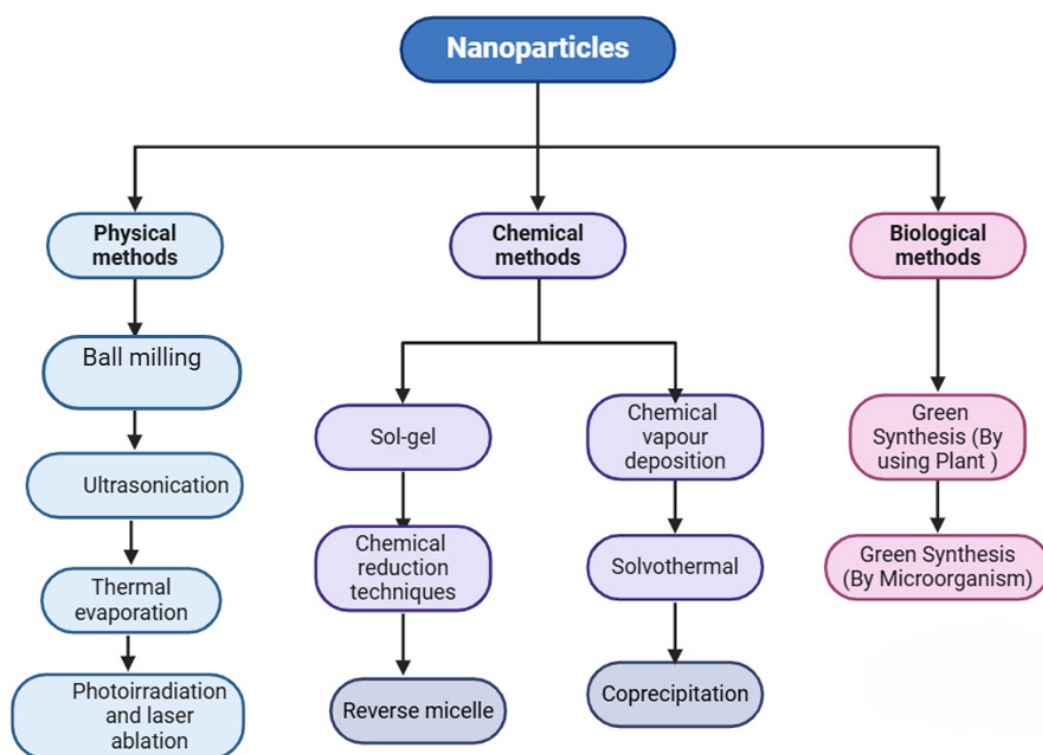 Nanoparticles
Physical
methods
Chemical
methods
Biological
methods
Ball milling
Ultrasonication
Thermal
evaporation
Photoirradiation
and laser
ablation
Sol-gel
Chemical
reduction
techniques
Reverse micelle
Chemical
vapour
deposition
Solvothermal
Coprecipitation
Green
Synthesis (By
using Plant )
Green Synthesis
(By Microorganism)